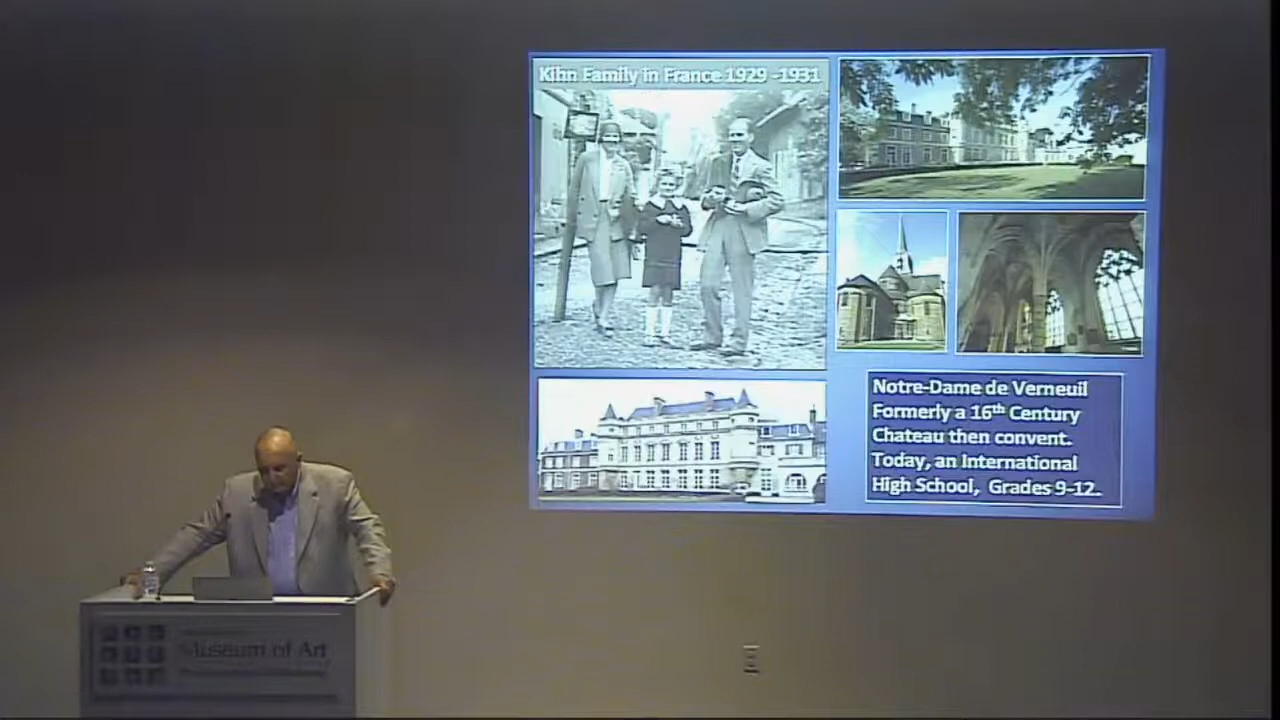 Kihn Family in France 1929 -1931
Notre-Dame de Verneuil
Formerly a 16th Century
Chateau then convent.
Today, an International
High School, Grades 9-12.
Museum of Art